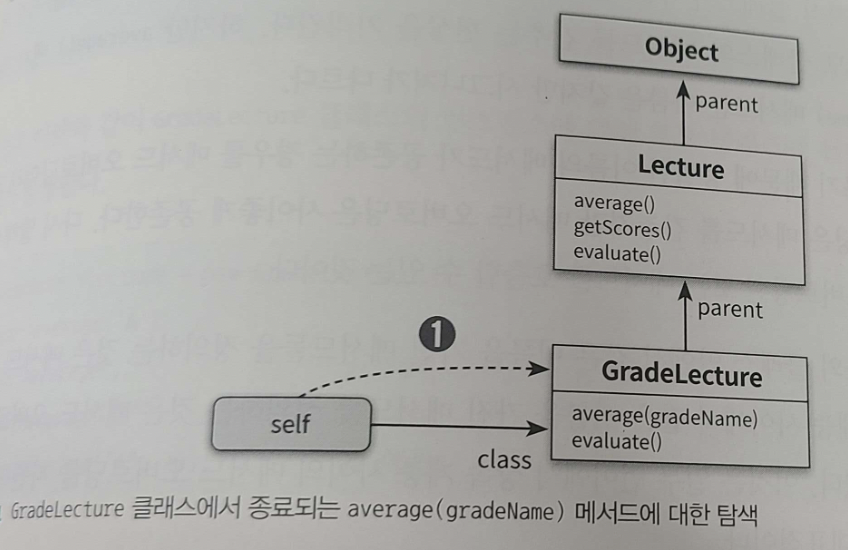 Object
parent
Lecture
average()
getScores()
evaluate()
parent
1
GradeLecture
average(gradeName)
evaluate()
self
class
GradeLecture 클래스에서 종료되는 average(gradeName) 메서드에 대한 탐색